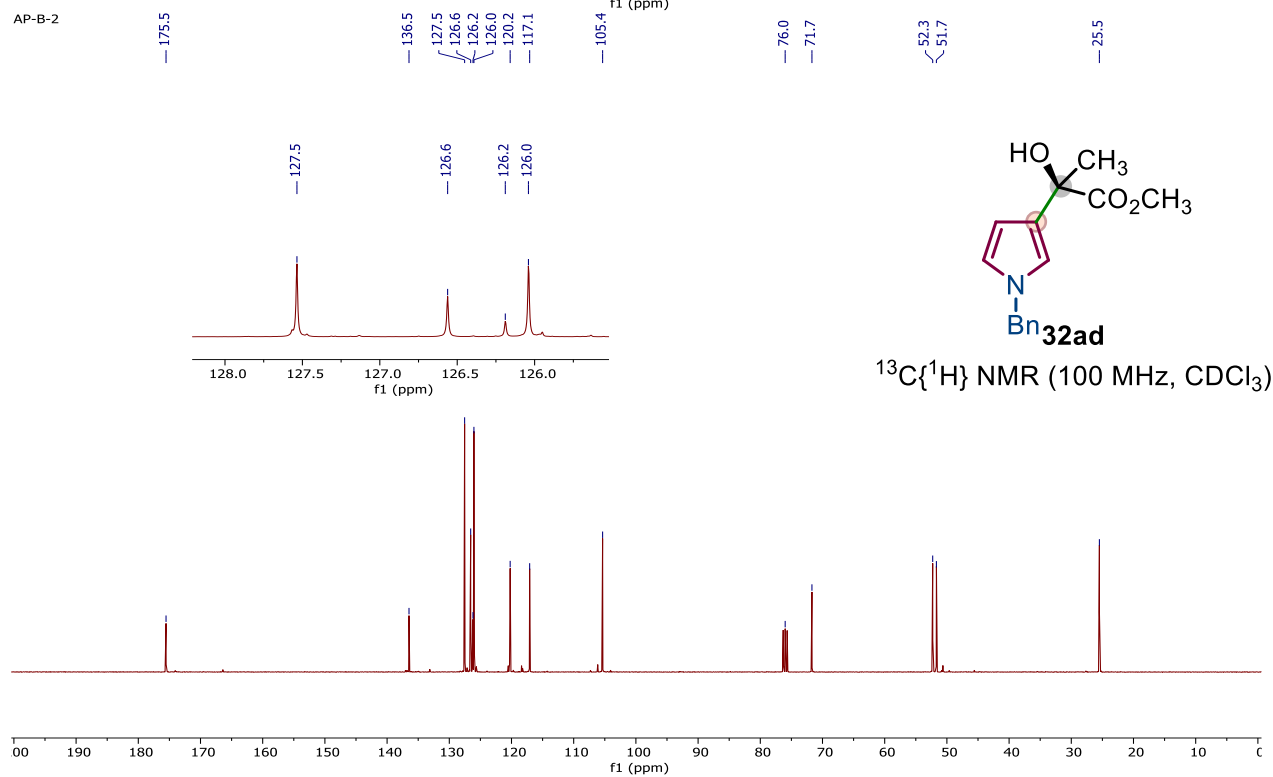 f1 (ppm)
AP-B-2
175.5
136.5
127.5
126.6
126.2
126.0
120.2
117.1
105.4
76.0
71.7
52.3
51.7
25.5
127.5
126.6
126.2
126.0
128.0 127.5 127.0 126.5 126.0
f1 (ppm)
HO
CH₃
CO₂CH₃
N
Bn
32ad
¹³C{¹H} NMR (100 MHz, CDCl₃)
00 190 180 170 160 150 140 130 120 110 100 90 80 70 60 50 40 30 20 10 0
f1 (ppm)